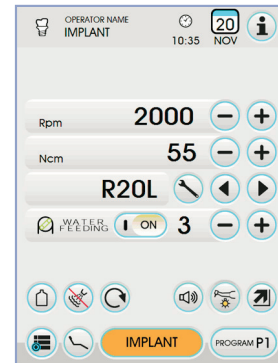 OPERATOR NAME
IMPLANT
10:35
20
NOV
i
Rpm 2000 - +
Ncm 55 - +
R20L
WATER FEEDING I ON 3 - +
IMPLANT
PROGRAM P1